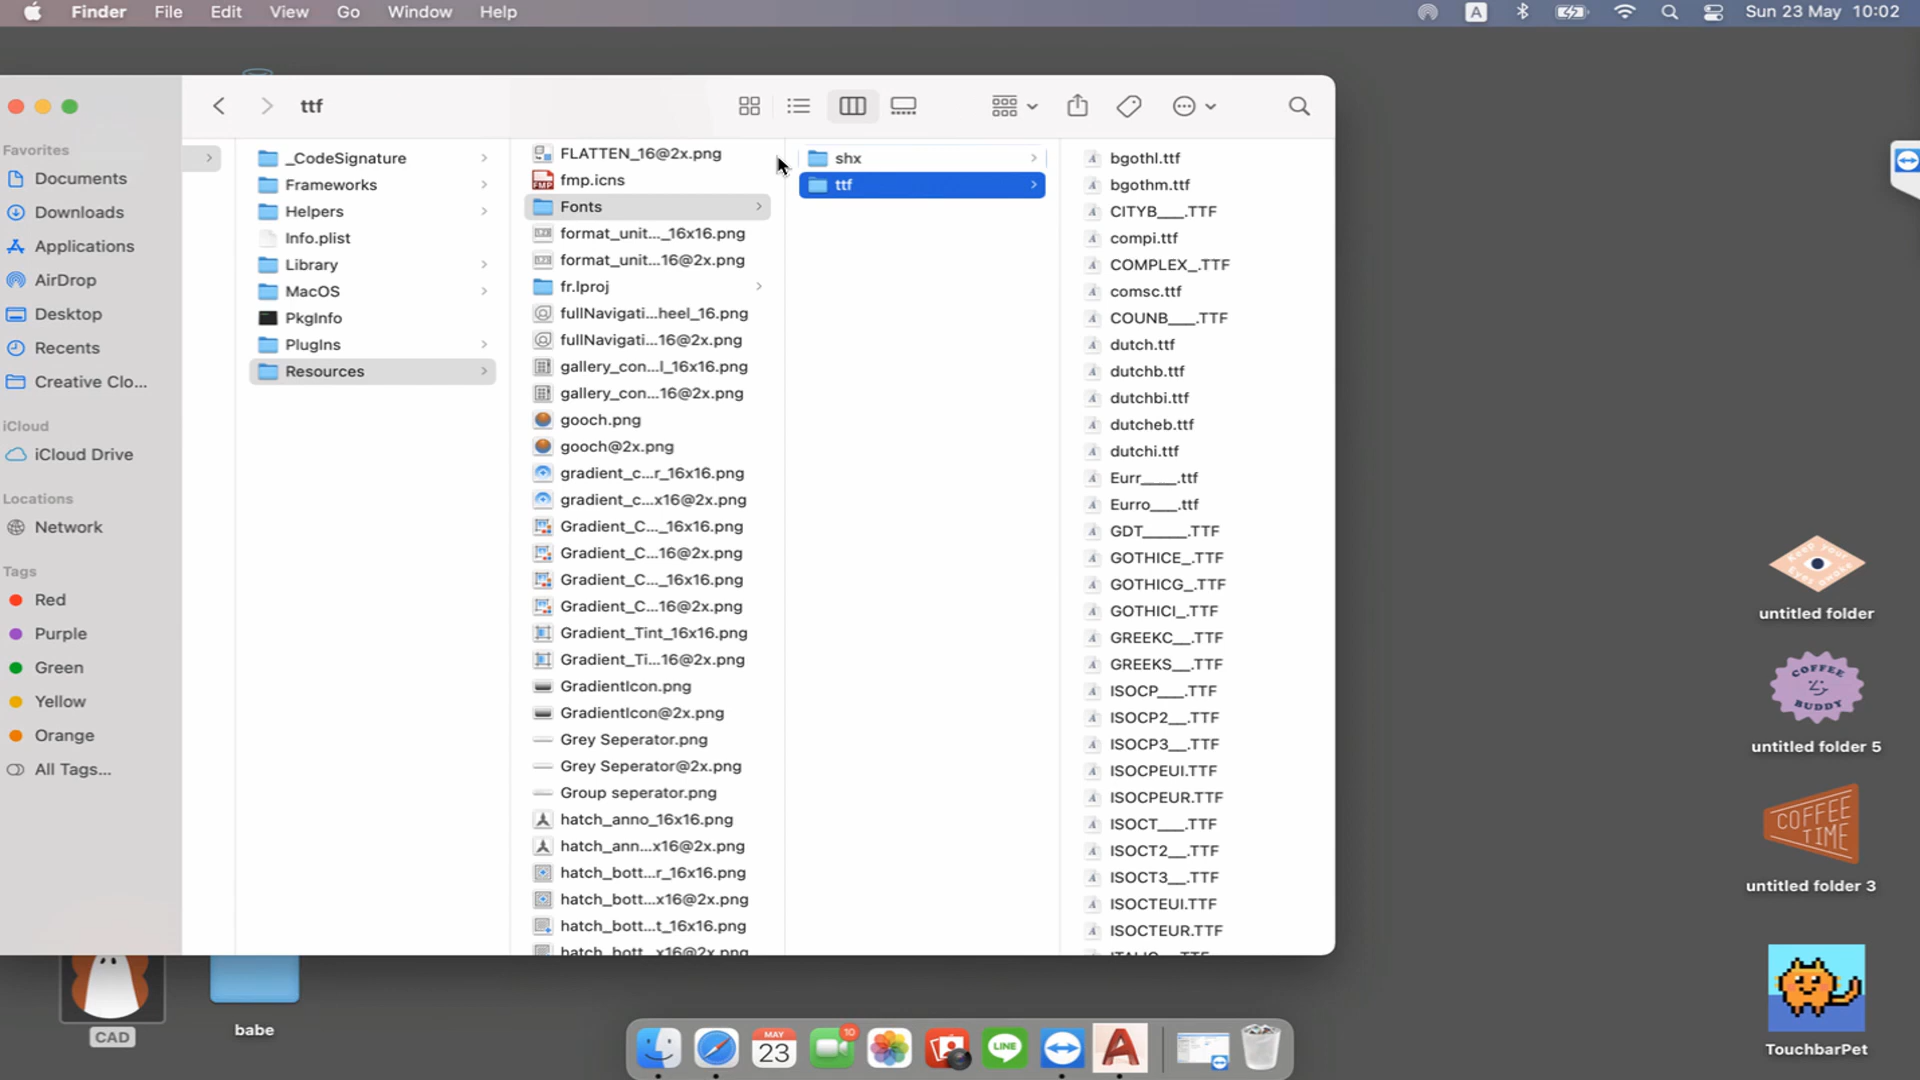 Finder File Edit View Go Window Help
A
Sun 23 May 10:02
ttf
Favorites
Documents
Downloads
Applications
AirDrop
Desktop
Recents
Creative Clo...
iCloud
iCloud Drive
Locations
Network
Tags
Red
Purple
Green
Yellow
Orange
All Tags...
_CodeSignature
Frameworks
Helpers
Info.plist
Library
MacOS
PkgInfo
PlugIns
Resources
FLATTEN_16@2x.png
fmp.icns
Fonts
format_unit..._16x16.png
format_unit...16@2x.png
fr.lproj
fullNavigati...heel_16.png
fullNavigati...16@2x.png
gallery_con...l_16x16.png
gallery_con...16@2x.png
gooch.png
gooch@2x.png
gradient_c...r_16x16.png
gradient_c...x16@2x.png
Gradient_C..._16x16.png
Gradient_C...16@2x.png
Gradient_C..._16x16.png
Gradient_C...16@2x.png
Gradient_Tint_16x16.png
Gradient_Ti...16@2x.png
GradientIcon.png
GradientIcon@2x.png
Grey Seperator.png
Grey Seperator@2x.png
Group seperator.png
hatch_anno_16x16.png
hatch_ann...x16@2x.png
hatch_bott...r_16x16.png
hatch_bott...x16@2x.png
hatch_bott...t_16x16.png
hatch_bott...x16@2x.png
shx
ttf
bgothl.ttf
bgothm.ttf
CITYB___.TTF
compi.ttf
COMPLEX_.TTF
comsc.ttf
COUNB___.TTF
dutch.ttf
dutchb.ttf
dutchbi.ttf
dutcheb.ttf
dutchi.ttf
Eurr____.ttf
Eurro___.ttf
GDT_____.TTF
GOTHICE_.TTF
GOTHICG_.TTF
GOTHICI_.TTF
GREEKC__.TTF
GREEKS__.TTF
ISOCP___.TTF
ISOCP2__.TTF
ISOCP3__.TTF
ISOCPEUI.TTF
ISOCPEUR.TTF
ISOCT___.TTF
ISOCT2__.TTF
ISOCT3__.TTF
ISOCTEUI.TTF
ISOCTEUR.TTF
Keep your
Eyes awake
untitled folder
COFFEE
BUDDY
untitled folder 5
COFFEE
TIME
untitled folder 3
TouchbarPet
CAD
babe
MAY
23
10
LINE
A